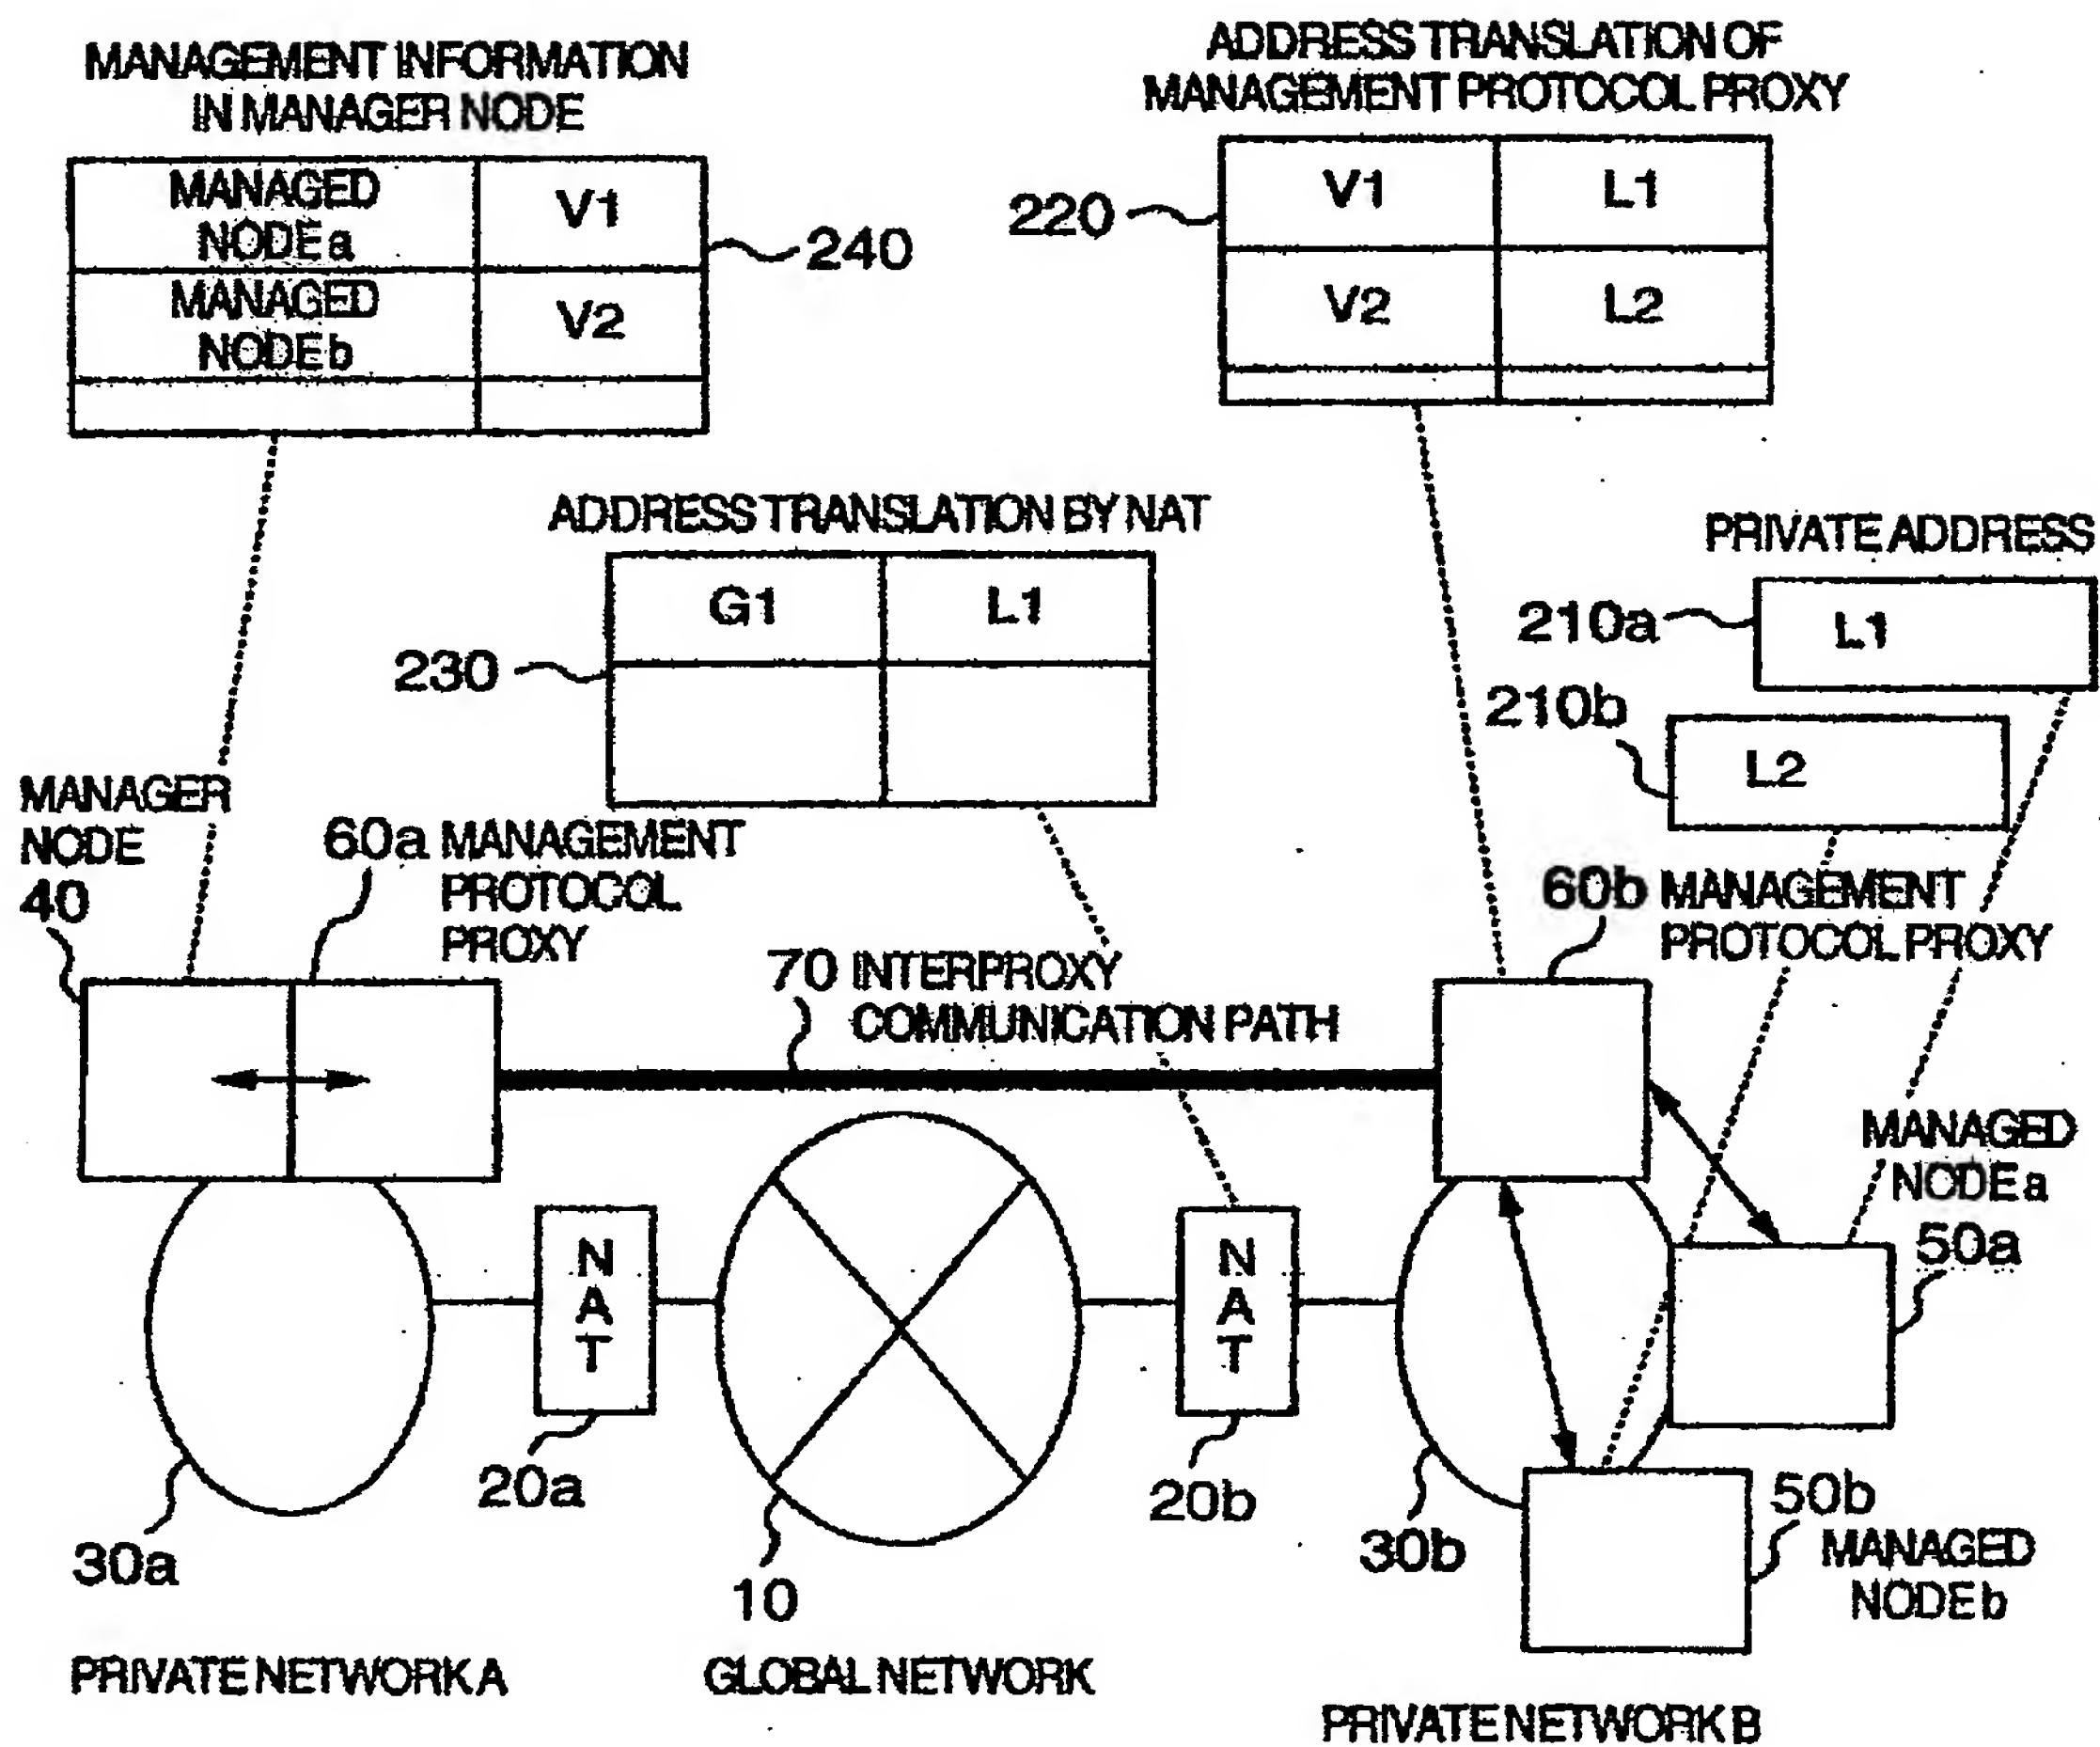 MANAGEMENT INFORMATION
IN MANAGER NODE
MANAGED
NODE a
V1
MANAGED
NODE b
V2
240
ADDRESS TRANSLATION OF
MANAGEMENT PROTOCOL PROXY
220
V1
L1
V2
L2
ADDRESS TRANSLATION BY NAT
G1
L1
230
PRIVATE ADDRESS
210a
L1
210b
L2
MANAGER
NODE
40
60a MANAGEMENT
PROTOCOL
PROXY
70 INTERPROXY
COMMUNICATION PATH
60b MANAGEMENT
PROTOCOL PROXY
MANAGED
NODE a
50a
N
A
T
20a
N
A
T
20b
30a
10
30b
50b
MANAGED
NODE b
PRIVATE NETWORK A
GLOBAL NETWORK
PRIVATE NETWORK B